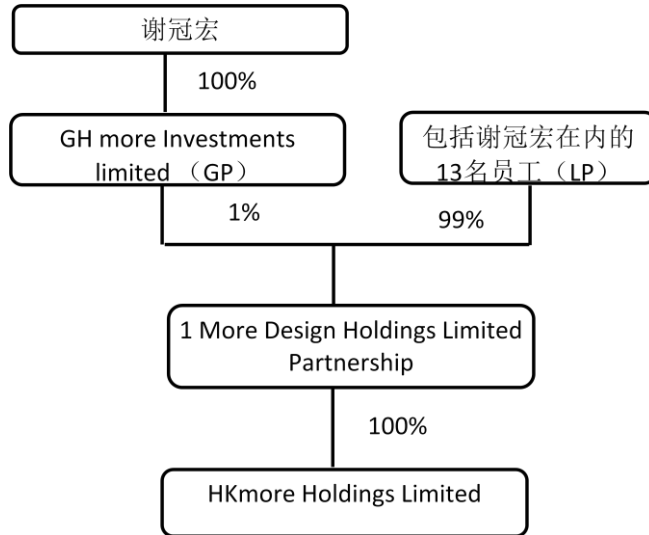 谢冠宏
100%
GH more Investments
limited （GP）
包括谢冠宏在内的
13名员工（LP）
1%
99%
1 More Design Holdings Limited
Partnership
100%
HKmore Holdings Limited